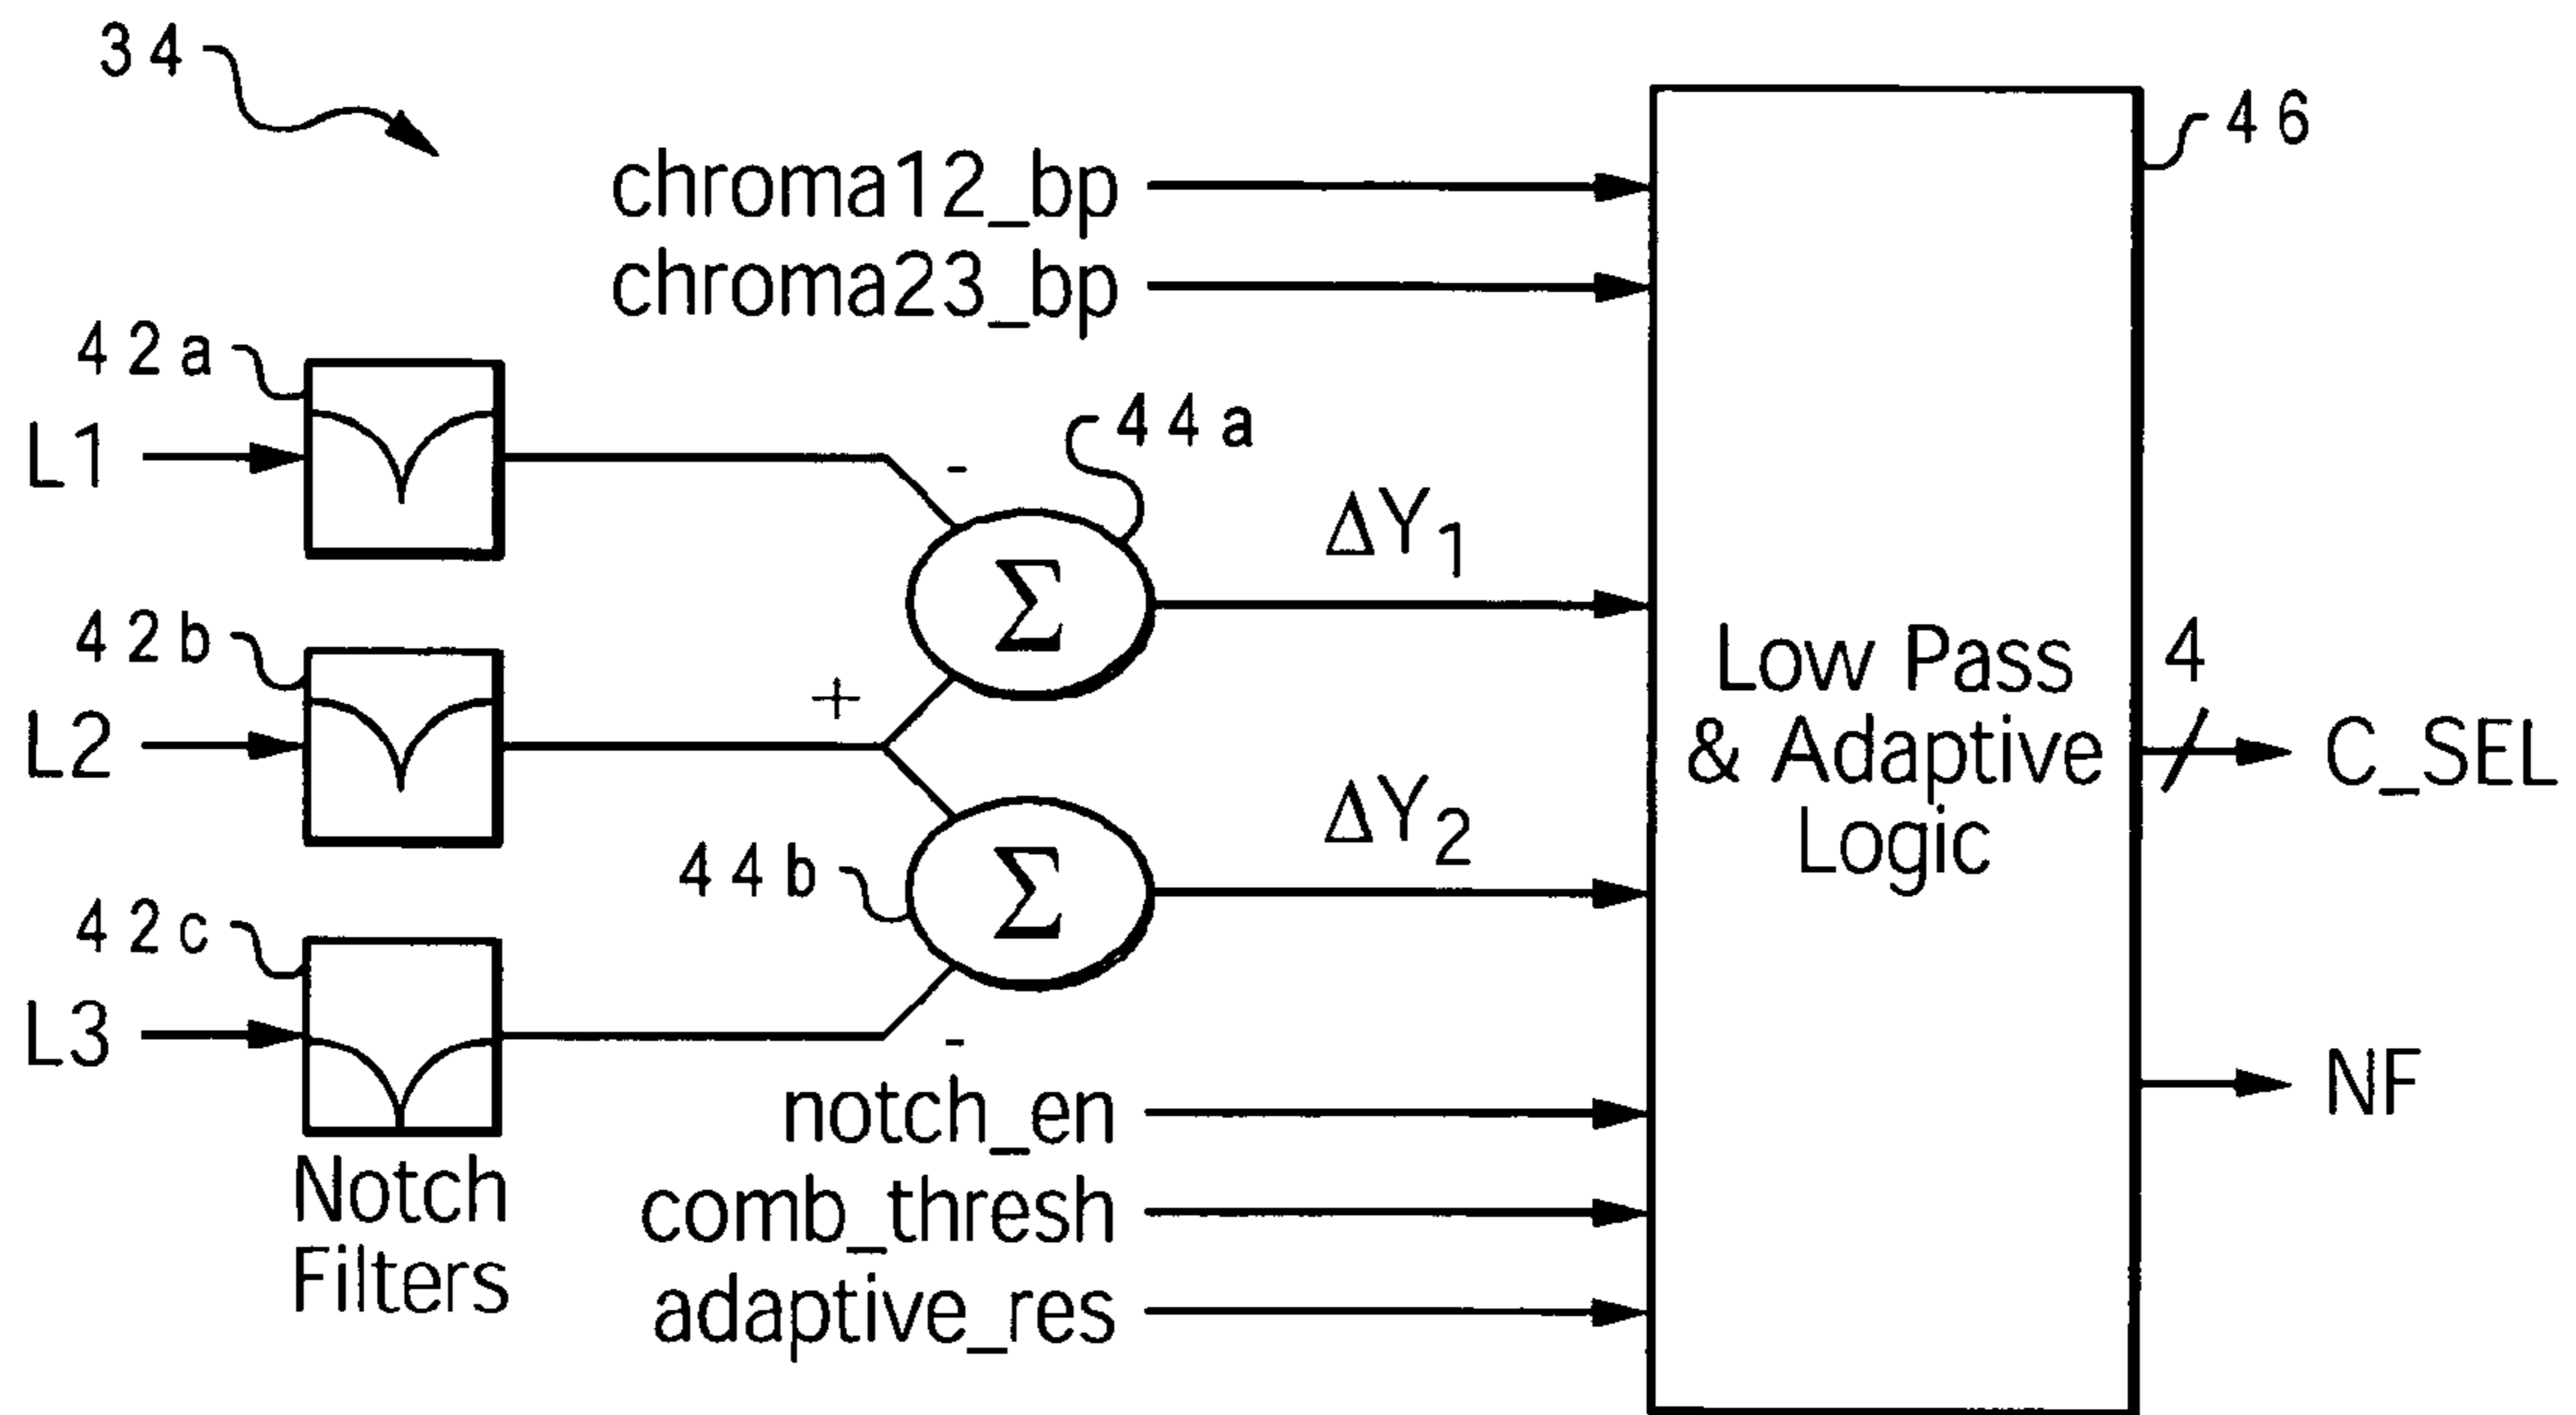 34
46
chroma12_bp
chroma23_bp
42a
L1
-
44a
ΔY1
42b
L2
+
Σ
Low Pass
& Adaptive
Logic
4
C_SEL
44b
ΔY2
Σ
42c
L3
-
NF
Notch
Filters
notch_en
comb_thresh
adaptive_res